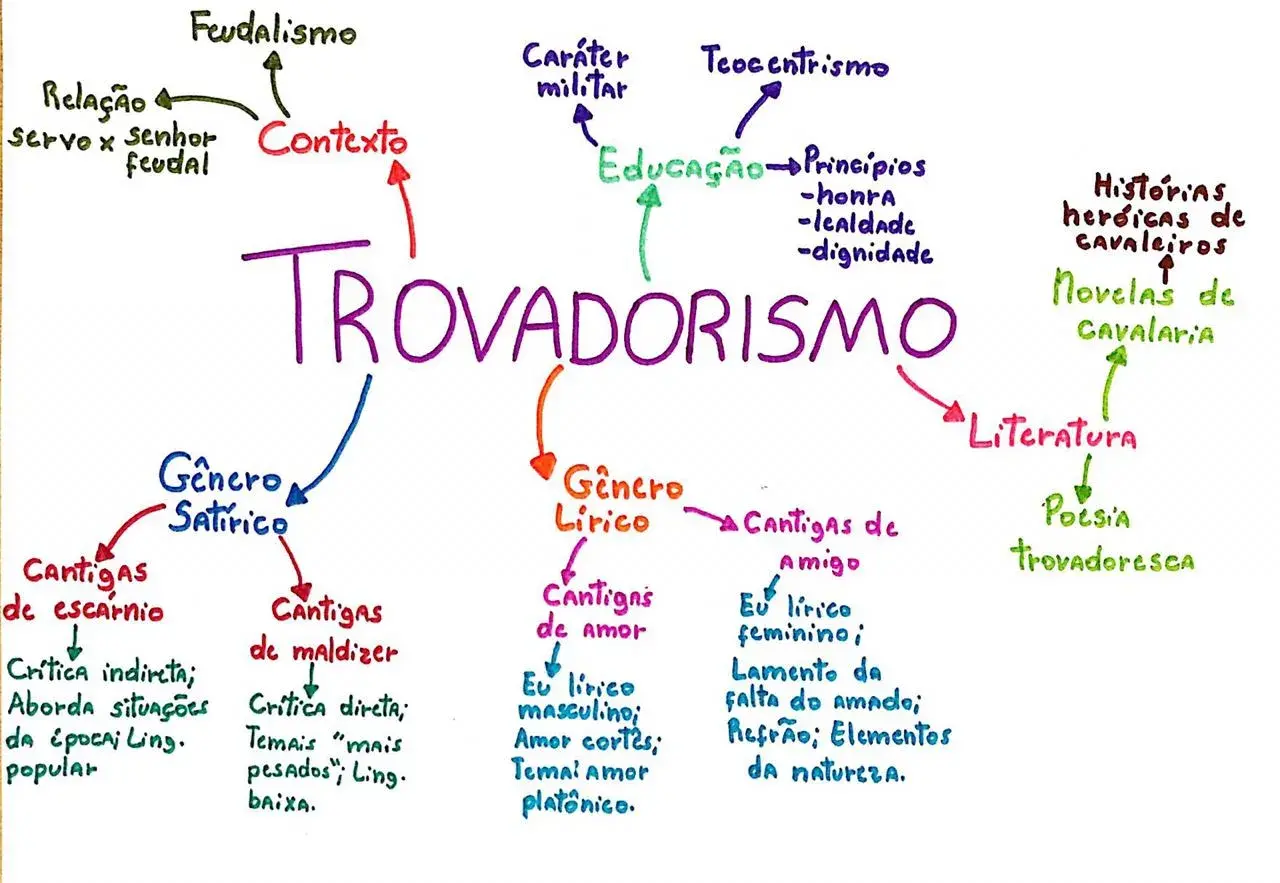 Feudalismo
Relação
servo x senhor
feudal
Contexto
Caráter
militar
Teocentrismo
Educação
Princípios
-honra
-lealdade
-dignidade
Histórias
heróicas de
cavaleiros
Novelas de
cavalaria
TROVADORISMO
Literatura
Poesia
trovadoresca
Gênero
Satírico
Cantigas
de escárnio
Crítica indireta;
Aborda situações
da época; Ling.
popular
Cantigas
de maldizer
Crítica direta;
Temais "mais
pesados"; Ling.
baixa.
Gênero
Lírico
Cantigas
de amor
Eu lírico
masculino;
Amor cortês;
Tema: amor
platônico.
Cantigas de
amigo
Eu lírico
feminino;
Lamento da
falta do amado;
Refrão; Elementos
da natureza.